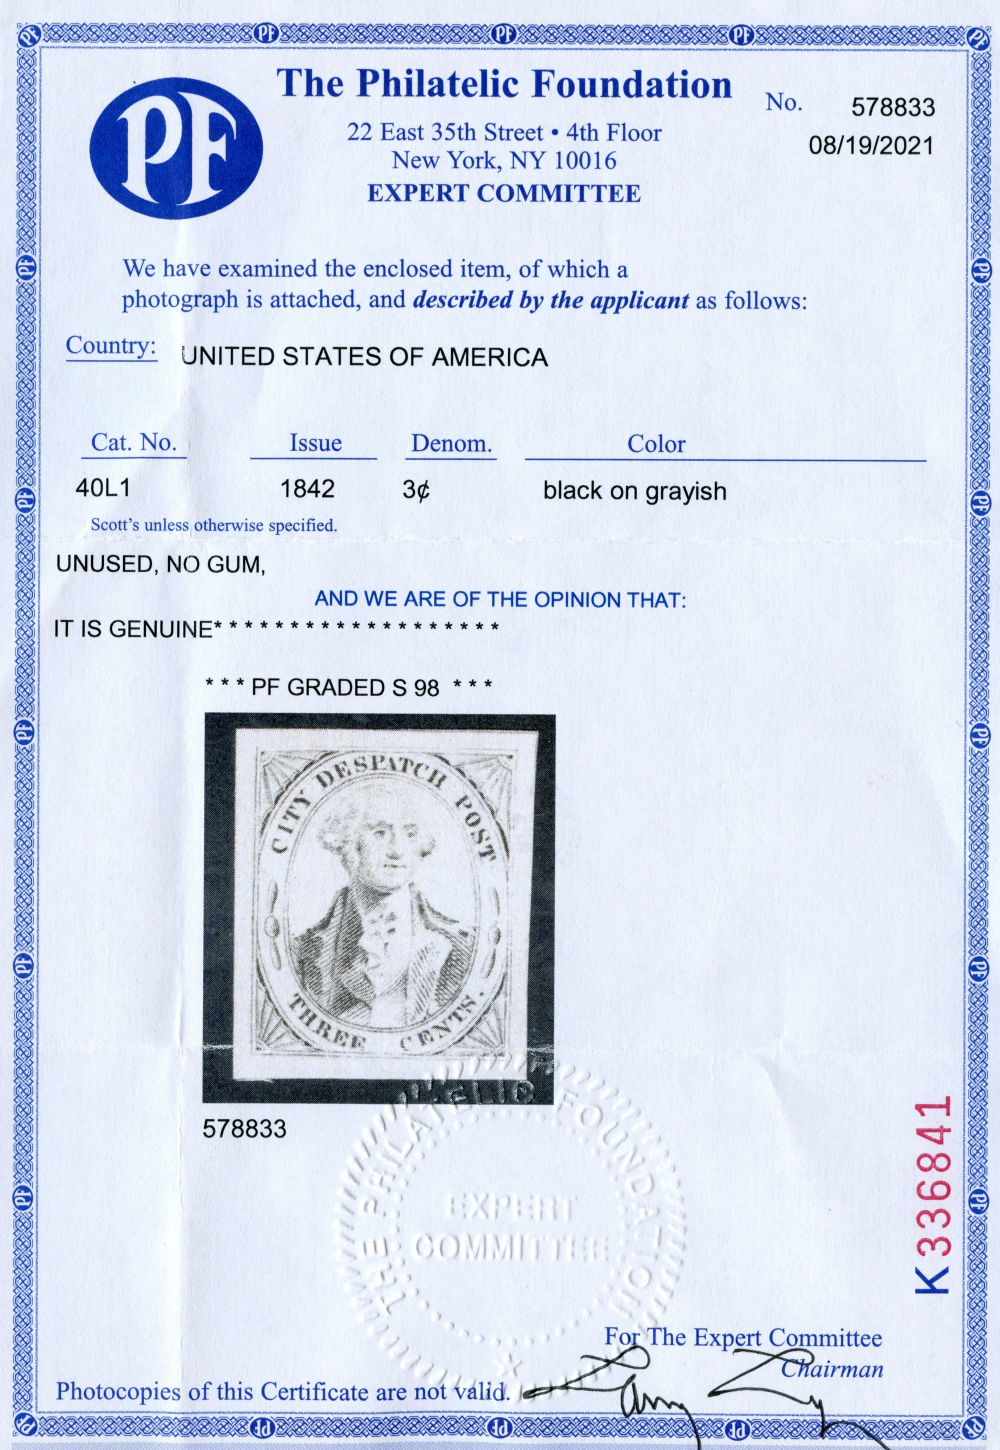 PF
The Philatelic Foundation
No. 578833
08/19/2021
22 East 35th Street • 4th Floor
New York, NY 10016
EXPERT COMMITTEE
We have examined the enclosed item, of which a
photograph is attached, and described by the applicant as follows:
Country: UNITED STATES OF AMERICA
Cat. No. Issue Denom. Color
40L1 1842 3¢ black on grayish
Scott's unless otherwise specified.
UNUSED, NO GUM,
AND WE ARE OF THE OPINION THAT:
IT IS GENUINE* * * * * * * * * * * * * * * * * * *
* * * PF GRADED S 98 * * *
CITY DESPATCH POST
THREE CENTS.
578833
THE PHILATELIC FOUNDATION
EXPERT
COMMITTEE
K336841
For The Expert Committee
Chairman
Photocopies of this Certificate are not valid.